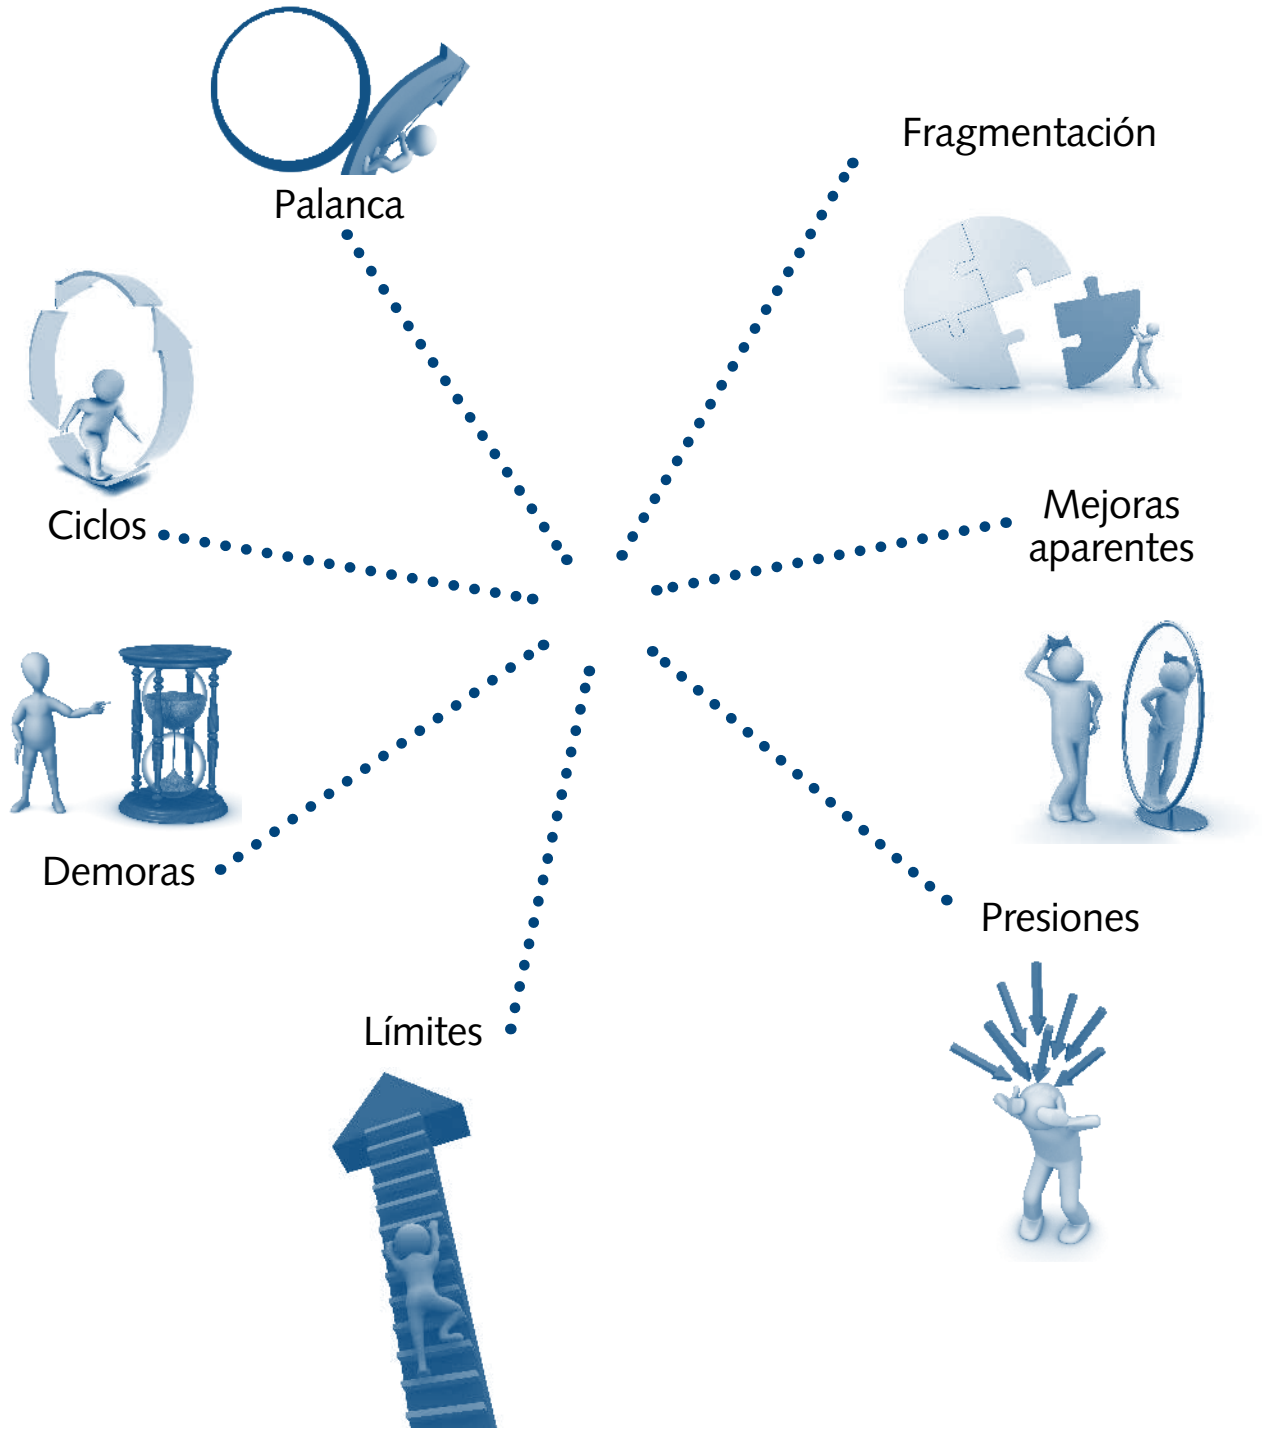 Palanca
Fragmentación
Ciclos
Mejoras
aparentes
Demoras
Presiones
Límites